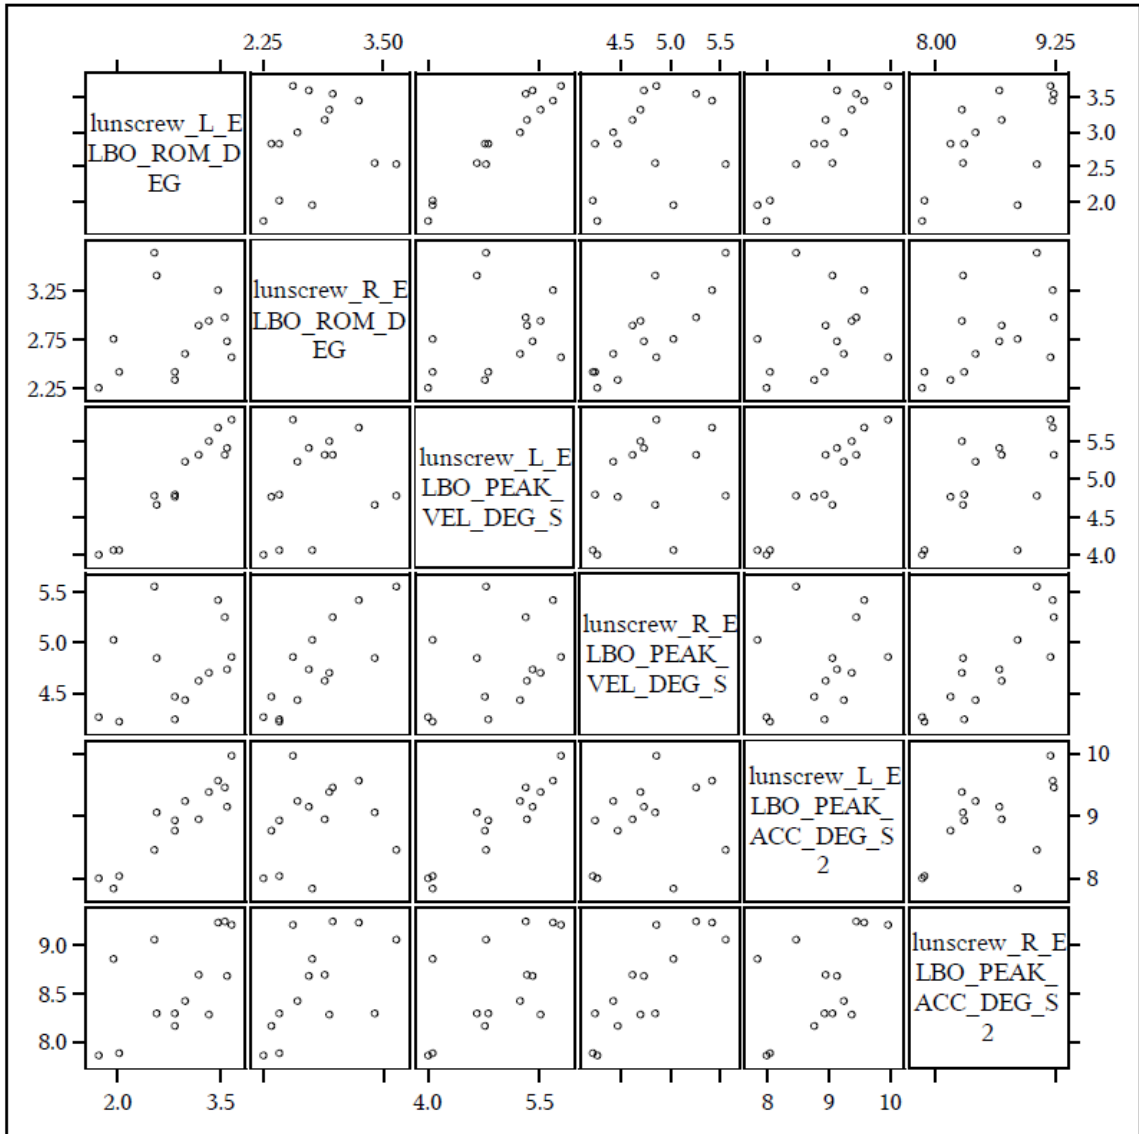 2.25 3.50 4.5 5.0 5.5 8.00 9.25
lunscrew_L_E
LBO_ROM_D
EG
3.5
3.0
2.5
2.0
3.25
2.75
2.25
lunscrew_R_E
LBO_ROM_D
EG
lunscrew_L_E
LBO_PEAK_
VEL_DEG_S
5.5
5.0
4.5
4.0
5.5
5.0
4.5
lunscrew_R_E
LBO_PEAK_
VEL_DEG_S
lunscrew_L_E
LBO_PEAK_
ACC_DEG_S
2
10
9
8
9.0
8.5
8.0
lunscrew_R_E
LBO_PEAK_
ACC_DEG_S
2
2.0 3.5 4.0 5.5 8 9 10